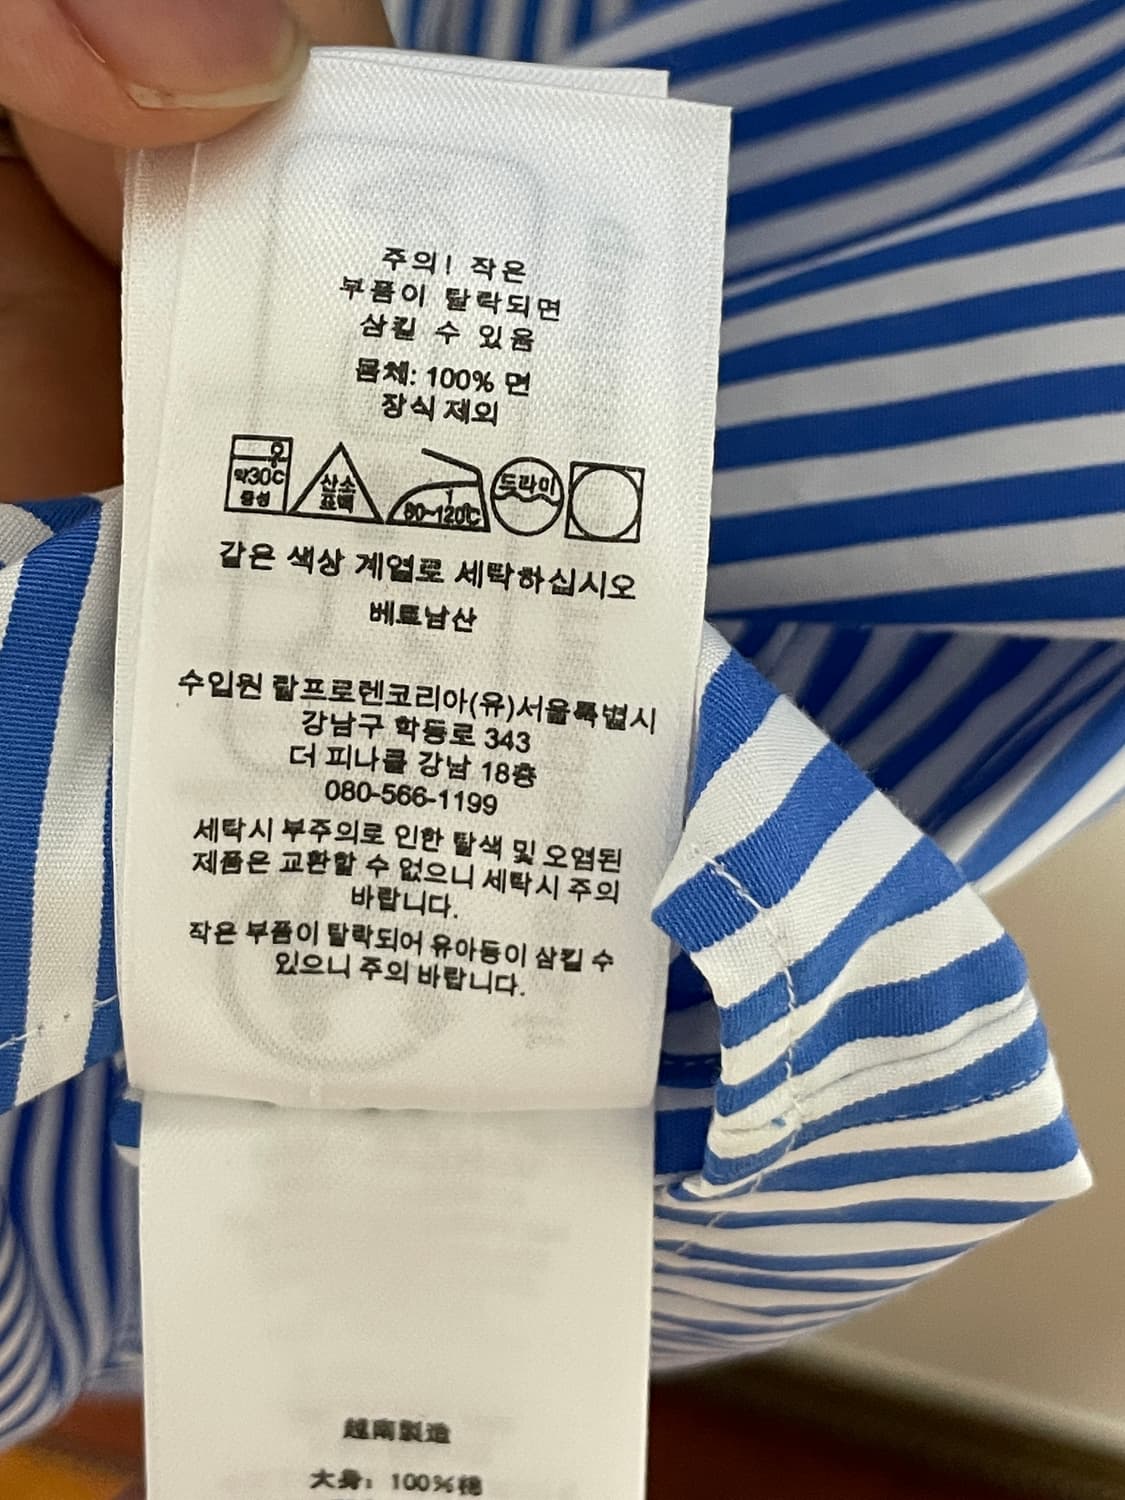 주의! 작은
부품이 탈락되면
삼킬 수 있음
몸체: 100% 면
장식 제외
약30℃
중성
산소
표백
80~120℃
드라이
같은 색상 계열로 세탁하십시오
베트남산
수입원 랄프로렌코리아(유)서울특별시
강남구 학동로 343
더 피나클 강남 18층
080-566-1199
세탁시 부주의로 인한 탈색 및 오염된
제품은 교환할 수 없으니 세탁시 주의
바랍니다.
작은 부품이 탈락되어 유아등이 삼킬 수
있으니 주의 바랍니다.
越南製造
大身: 100%棉